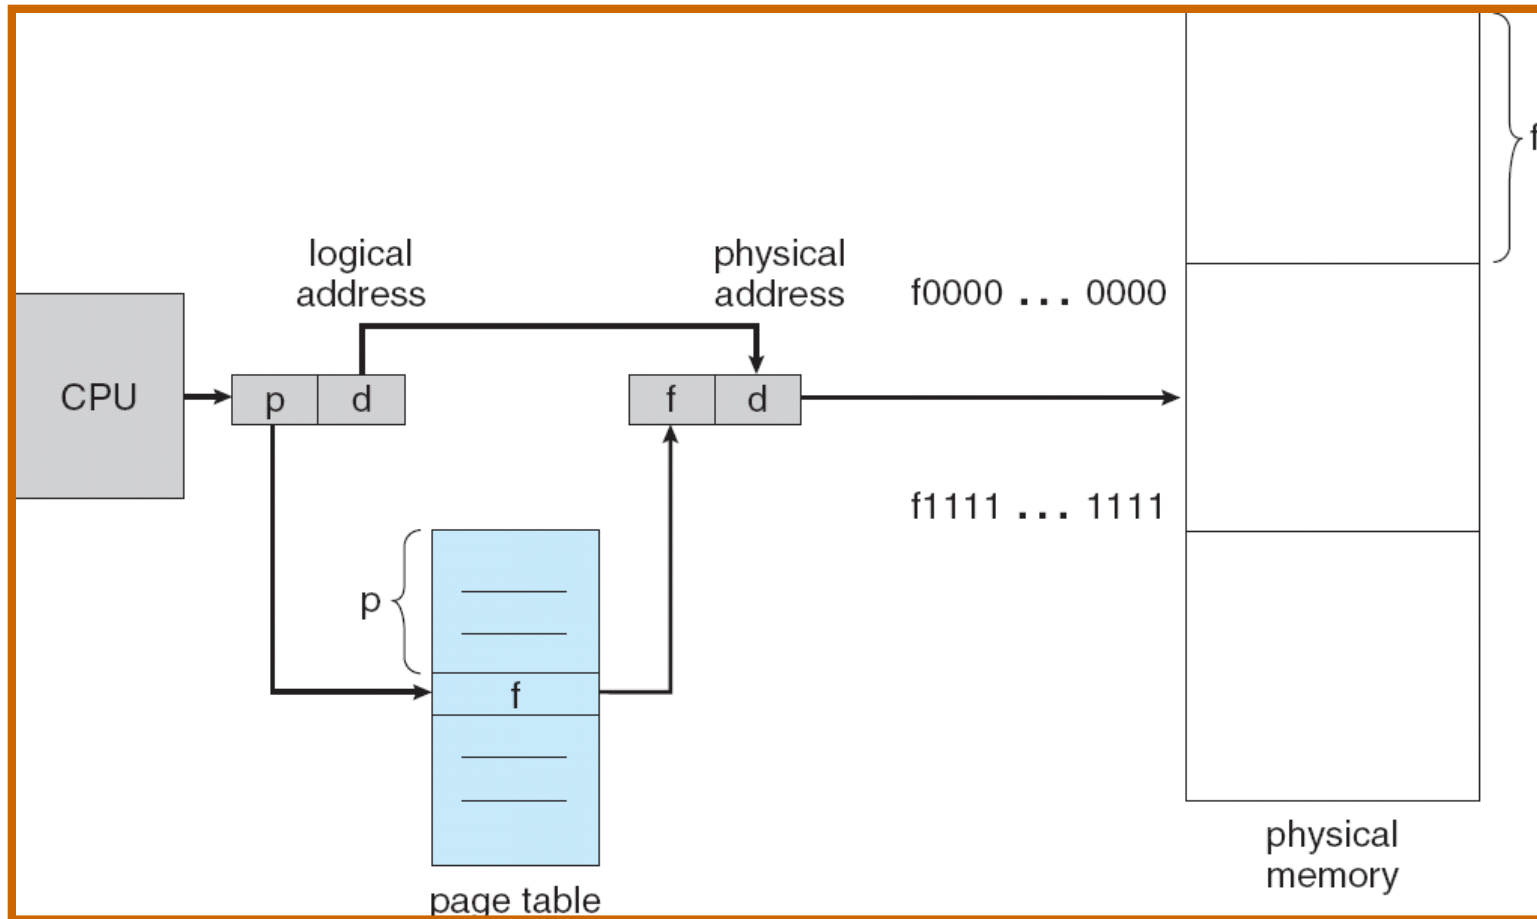 f
logical
address
physical
address
f0000 ... 0000
CPU
p d
f d
f1111 ... 1111
p
f
physical
memory
page table